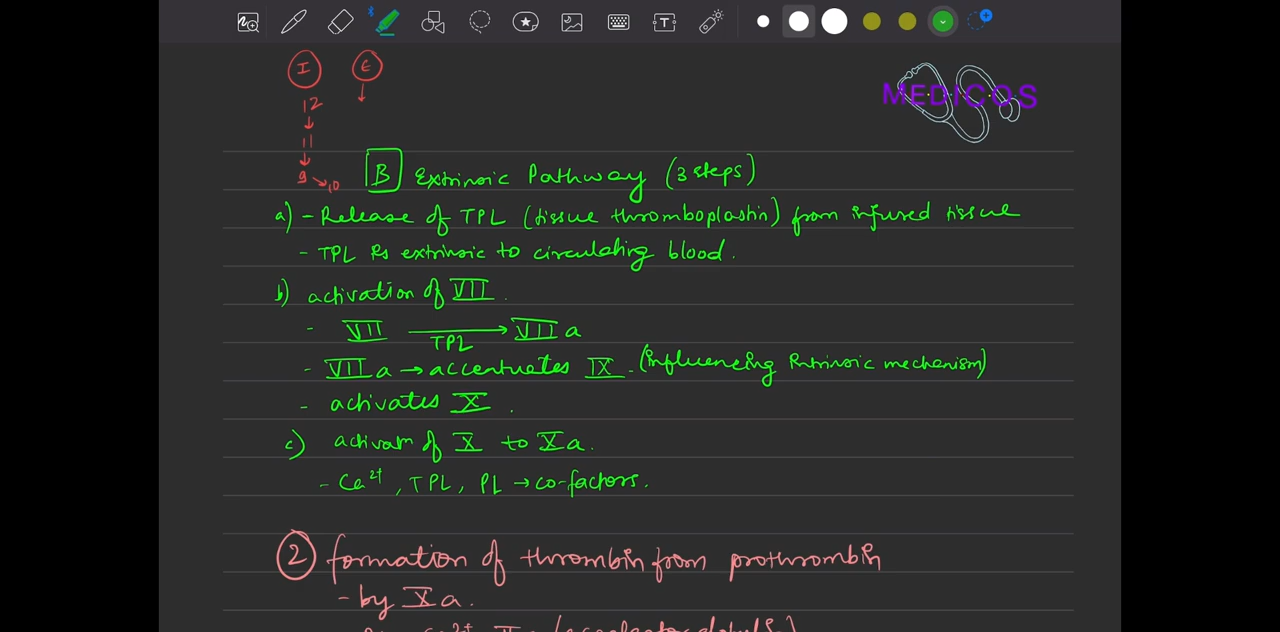 I E
12
11
9 → 10
MEDICOS
B Extrinsic Pathway (3 steps)
a) - Release of TPL (tissue thromboplastin) from injured tissue
- TPL is extrinsic to circulating blood.
b) activation of VII.
- VII → VIIa
TPL
- VIIa → accentuates IX. (influencing intrinsic mechanism)
- activates X.
c) activam of X to Xa.
- Ca²⁺, TPL, PL → co-factors.
2 formation of thrombin from prothrombin
- by Xa.